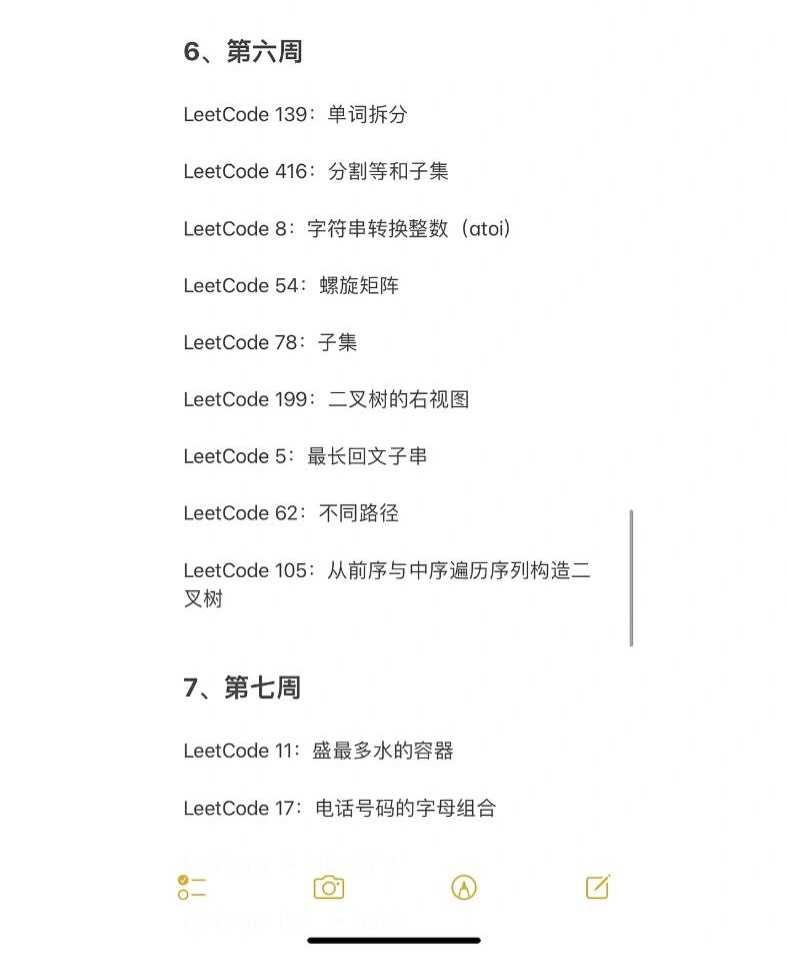 6、第六周
LeetCode 139：单词拆分
LeetCode 416：分割等和子集
LeetCode 8：字符串转换整数（atoi）
LeetCode 54：螺旋矩阵
LeetCode 78：子集
LeetCode 199：二叉树的右视图
LeetCode 5：最长回文子串
LeetCode 62：不同路径
LeetCode 105：从前序与中序遍历序列构造二
叉树
7、第七周
LeetCode 11：盛最多水的容器
LeetCode 17：电话号码的字母组合